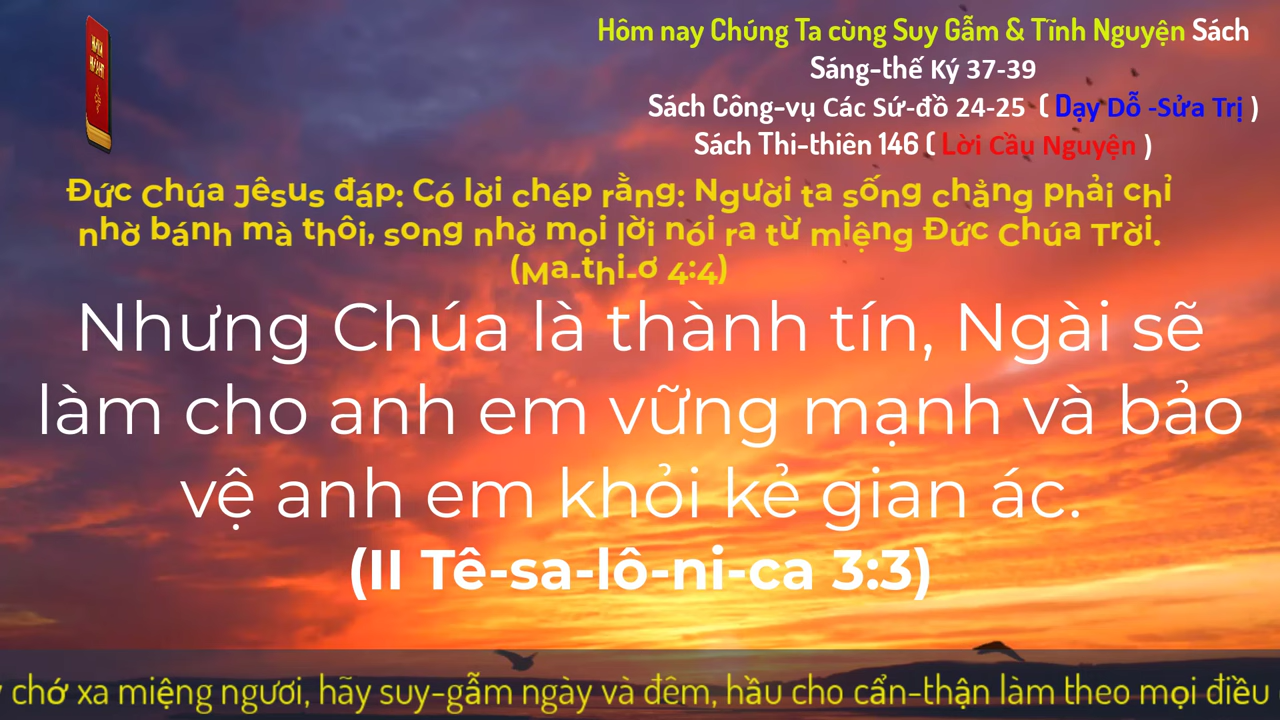 Hôm nay Chúng Ta cùng Suy Gẫm & Tĩnh Nguyện Sách
Sáng-thế Ký 37-39
Sách Công-vụ Các Sứ-đồ 24-25 ( Dạy Dỗ -Sửa Trị )
Sách Thi-thiên 146 ( Lời Cầu Nguyện )
Đức Chúa Jêsus đáp: Có lời chép rằng: Người ta sống chẳng phải chỉ
nhờ bánh mà thôi, song nhờ mọi lời nói ra từ miệng Đức Chúa Trời.
(Ma-thi-ơ 4:4)
Nhưng Chúa là thành tín, Ngài sẽ
làm cho anh em vững mạnh và bảo
vệ anh em khỏi kẻ gian ác.
(II Tê-sa-lô-ni-ca 3:3)
chớ xa miệng ngươi, hãy suy-gẫm ngày và đêm, hầu cho cẩn-thận làm theo mọi điều